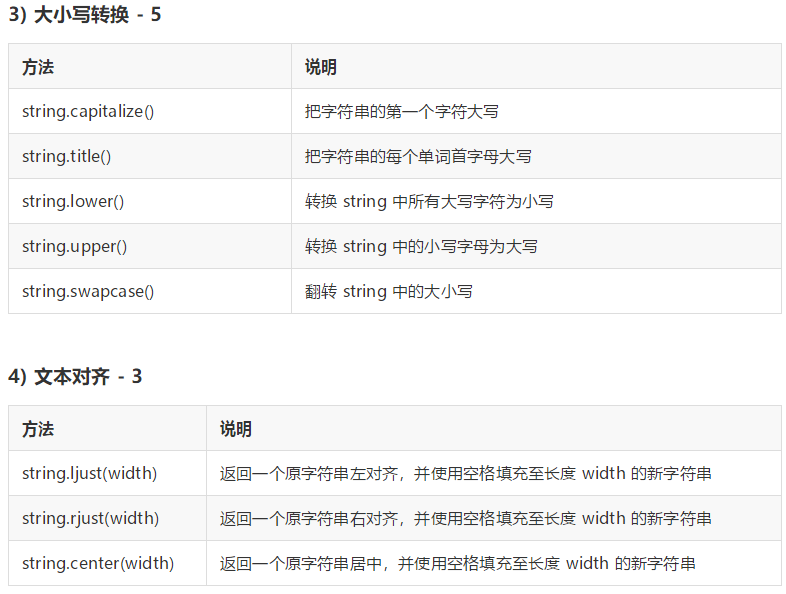 3) 大小写转换 - 5
方法 说明
string.capitalize() 把字符串的第一个字符大写
string.title() 把字符串的每个单词首字母大写
string.lower() 转换 string 中所有大写字符为小写
string.upper() 转换 string 中的小写字母为大写
string.swapcase() 翻转 string 中的大小写
4) 文本对齐 - 3
方法 说明
string.ljust(width) 返回一个原字符串左对齐，并使用空格填充至长度 width 的新字符串
string.rjust(width) 返回一个原字符串右对齐，并使用空格填充至长度 width 的新字符串
string.center(width) 返回一个原字符串居中，并使用空格填充至长度 width 的新字符串